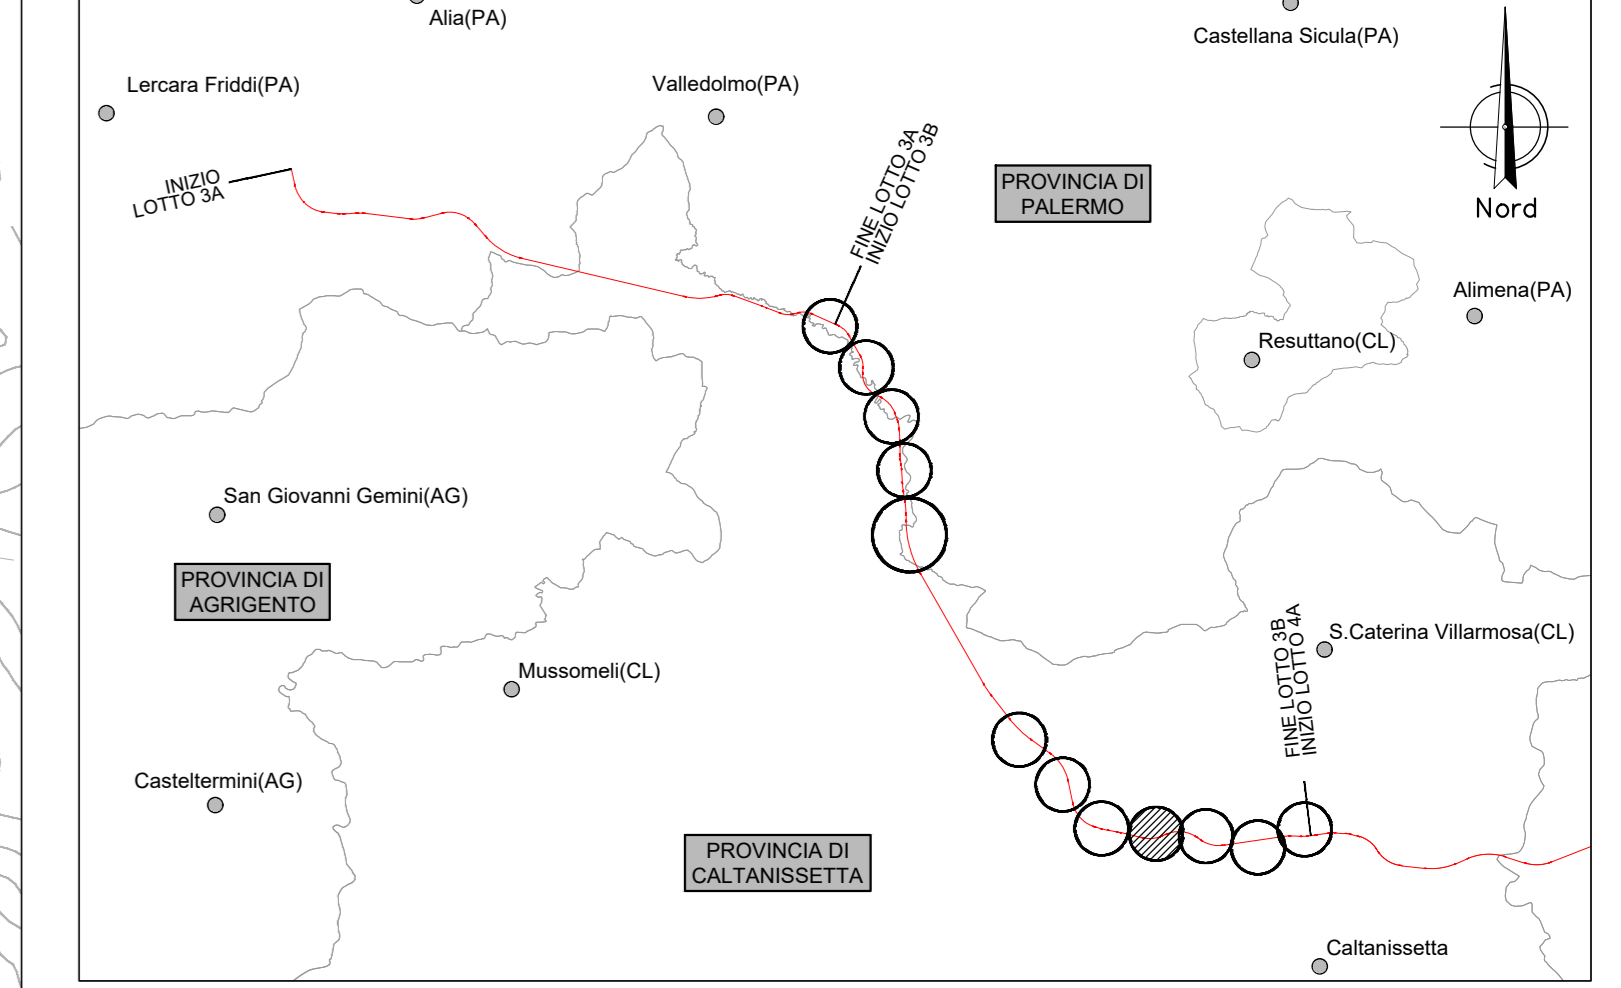 Alia(PA)
Castellana Sicula(PA)
Lercara Friddi(PA)
Valledolmo(PA)
INIZIO
LOTTO 3A
FINE LOTTO 3A
INIZIO LOTTO 3B
PROVINCIA DI
PALERMO
Nord
Alimena(PA)
Resuttano(CL)
San Giovanni Gemini(AG)
PROVINCIA DI
AGRIGENTO
FINE LOTTO 3B
INIZIO LOTTO 4A
S.Caterina Villarmosa(CL)
Mussomeli(CL)
Casteltermini(AG)
PROVINCIA DI
CALTANISSETTA
Caltanissetta